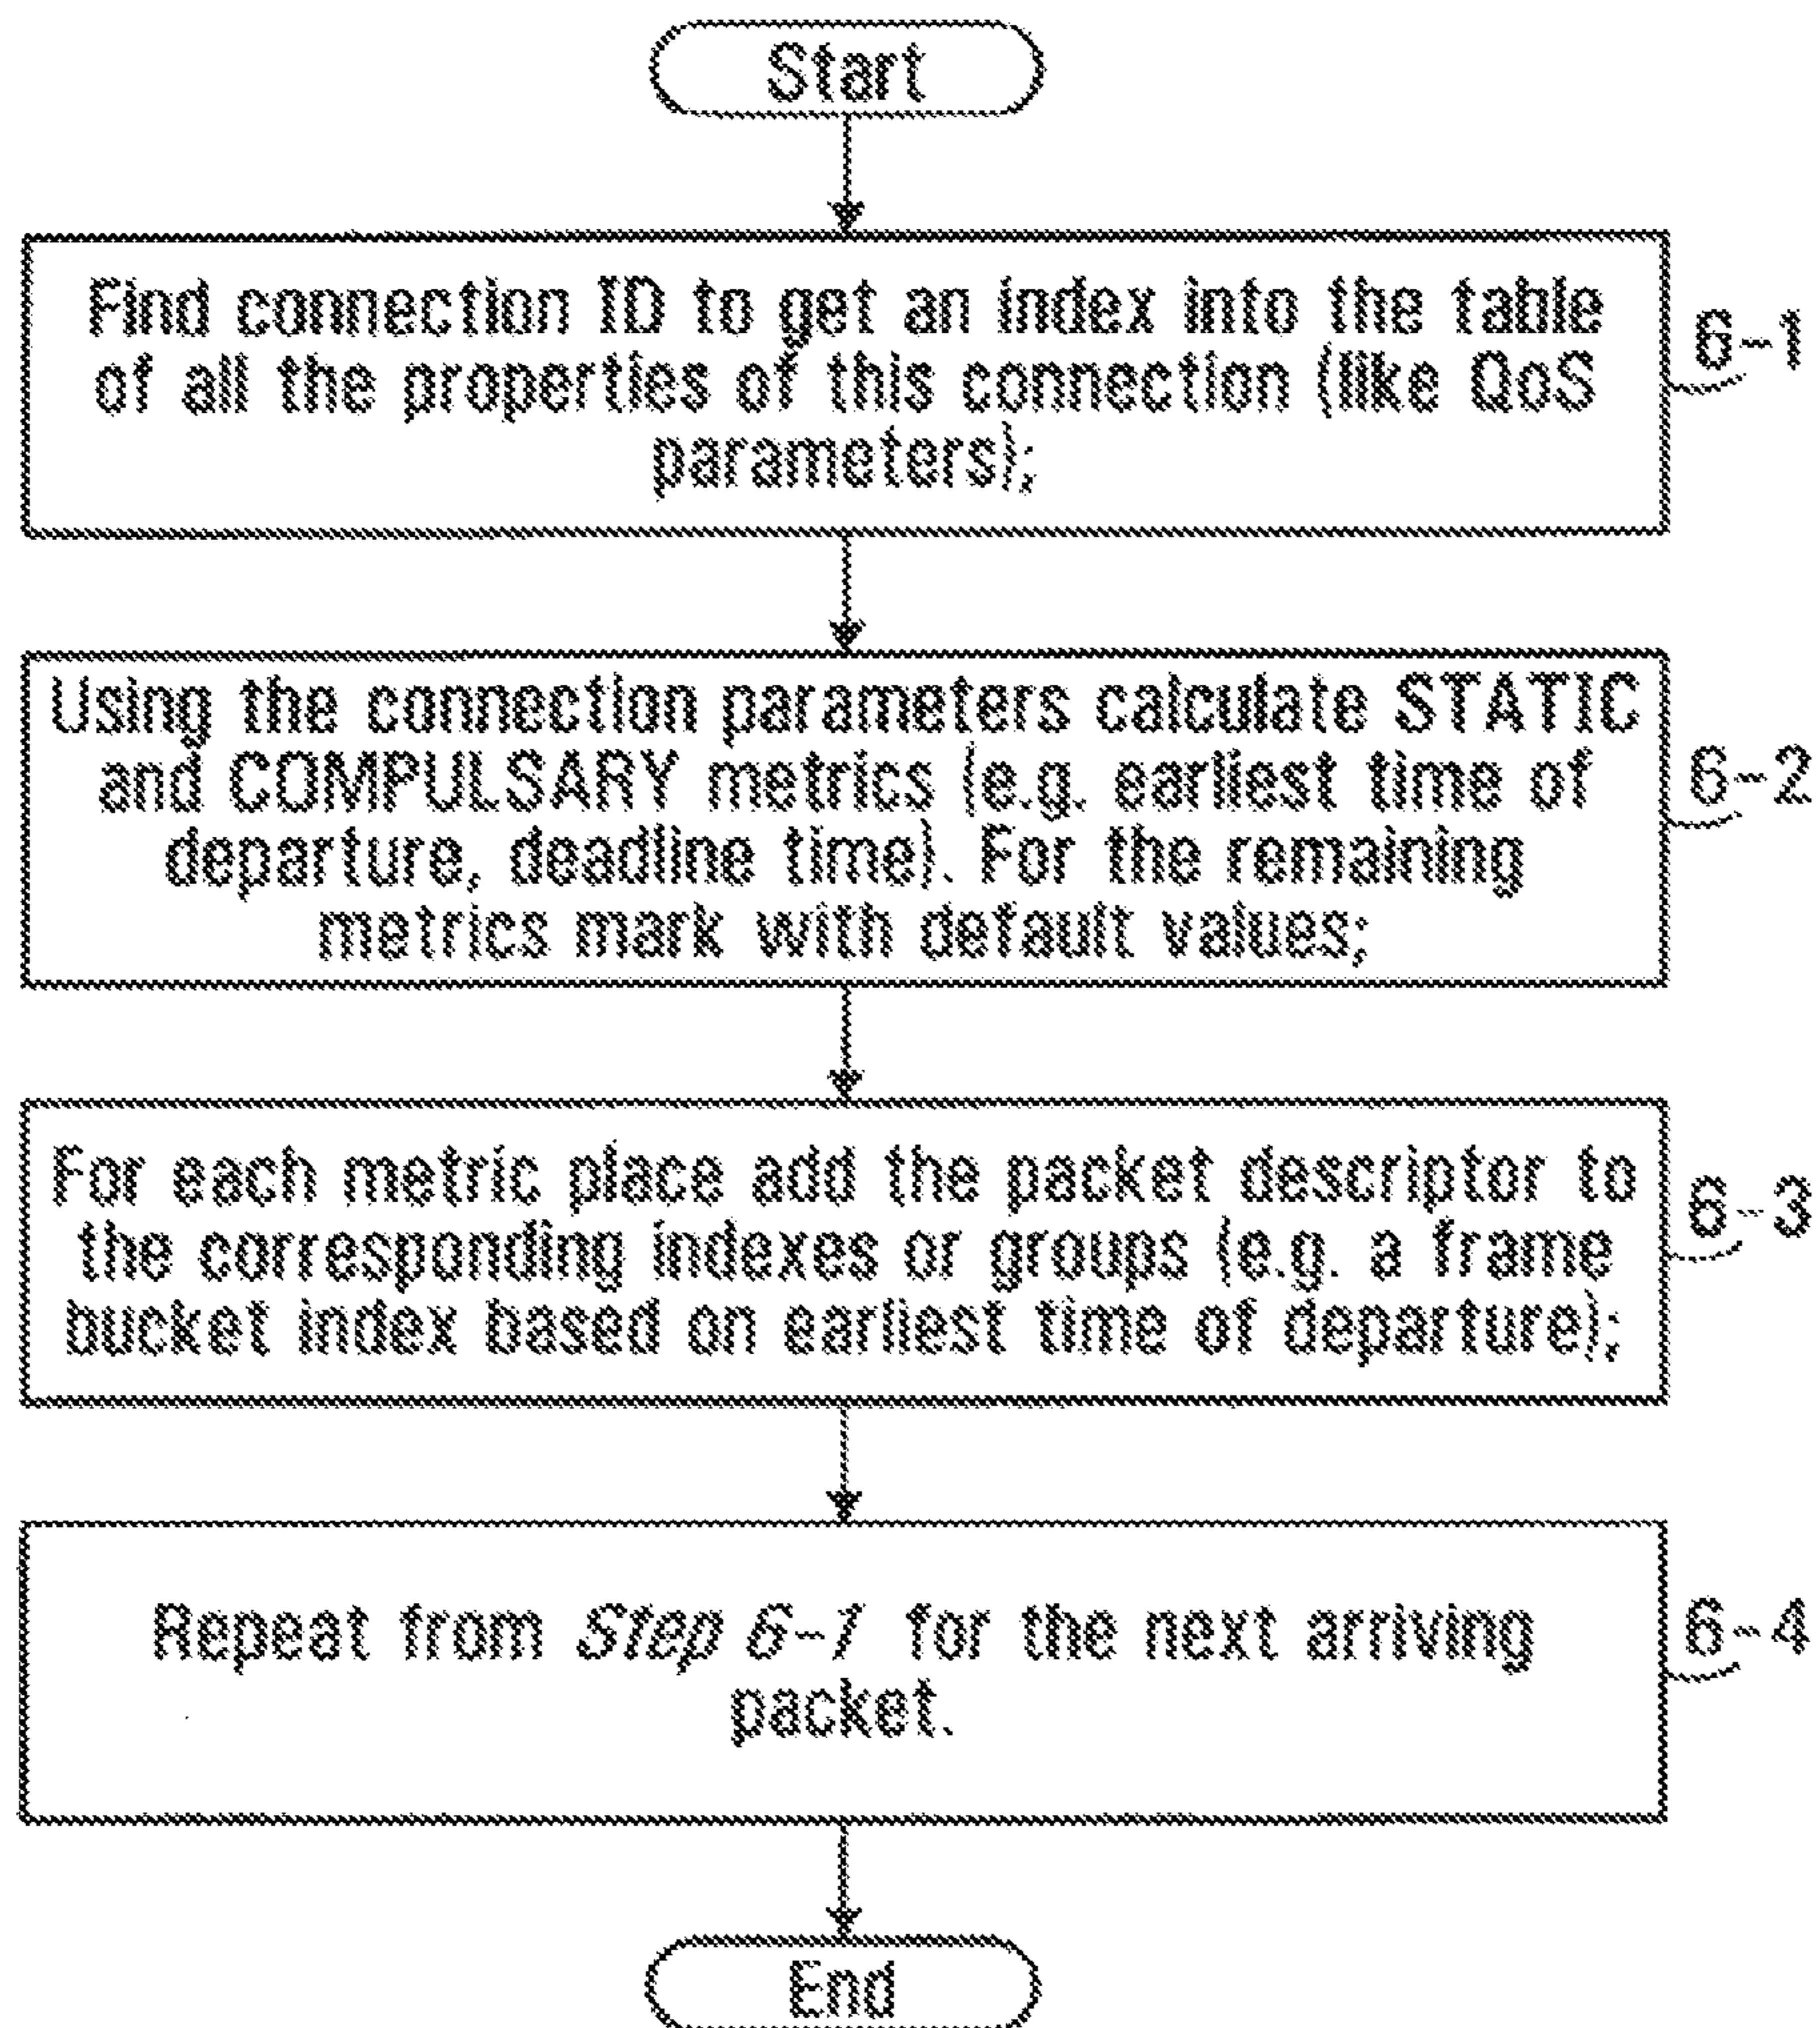 Start
Find connection ID to get an index into the table
of all the properties of this connection (like QoS
parameters);
6-1
Using the connection parameters calculate STATIC
and COMPULSARY metrics (e.g. earliest time of
departure, deadline time). For the remaining
metrics mark with default values;
6-2
For each metric place add the packet descriptor to
the corresponding indexes or groups (e.g. a frame
bucket index based on earliest time of departure);
6-3
Repeat from Step 6-1 for the next arriving
packet.
6-4
End